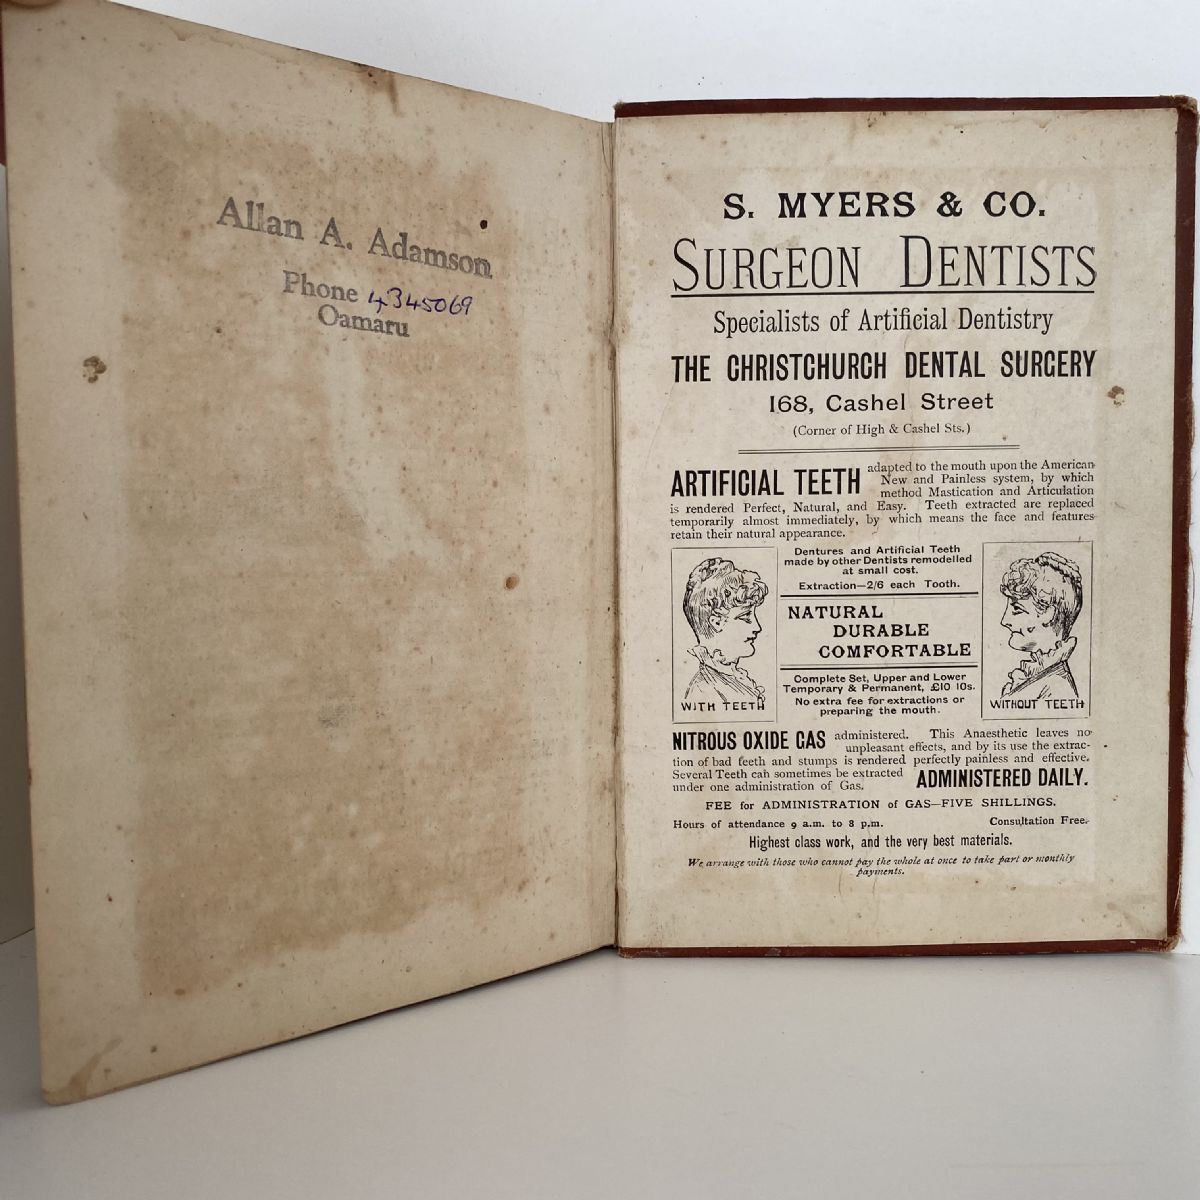 Allan A. Adamson
Phone 4345069
Oamaru
S. MYERS & CO.
SURGEON DENTISTS
Specialists of Artificial Dentistry
THE CHRISTCHURCH DENTAL SURGERY
168, Cashel Street
(Corner of High & Cashel Sts.)
ARTIFICIAL TEETH adapted to the mouth upon the American
New and Painless system, by which
method Mastication and Articulation
is rendered Perfect, Natural, and Easy. Teeth extracted are replaced
temporarily almost immediately, by which means the face and features
retain their natural appearance.
Dentures and Artificial Teeth
made by other Dentists remodelled
at small cost.
Extraction—2/6 each Tooth.
NATURAL
DURABLE
COMFORTABLE
Complete Set, Upper and Lower
Temporary & Permanent, £10 10s.
No extra fee for extractions or
preparing the mouth.
WITH TEETH
WITHOUT TEETH
NITROUS OXIDE GAS administered. This Anaesthetic leaves no
unpleasant effects, and by its use the extrac-
tion of bad teeth and stumps is rendered perfectly painless and effective.
Several Teeth can sometimes be extracted
under one administration of Gas.
ADMINISTERED DAILY.
FEE for ADMINISTRATION of GAS—FIVE SHILLINGS.
Hours of attendance 9 a.m. to 8 p.m. Consultation Free.
Highest class work, and the very best materials.
We arrange with those who cannot pay the whole at once to take part or monthly
payments.